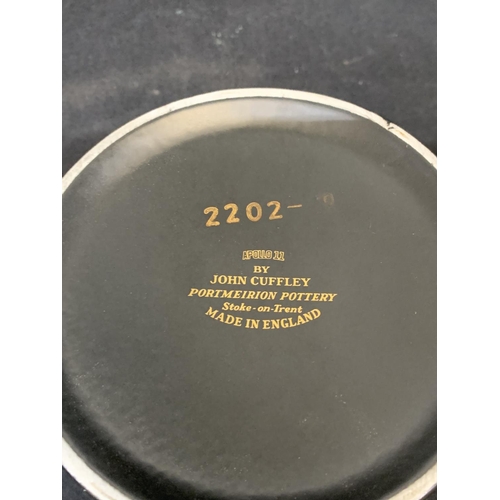 2202-
APOLLO 11
BY
JOHN CUFFLEY
PORTMEIRION POTTERY
Stoke-on-Trent
MADE IN ENGLAND